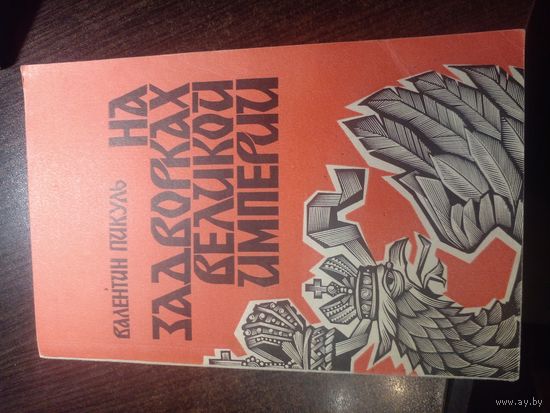 ВАЛЕНТИН ПИКУЛЬ
НА
ЗАДВОРКАХ
ВЕЛИКОЙ
ИМПЕРИИ
www.ay.by